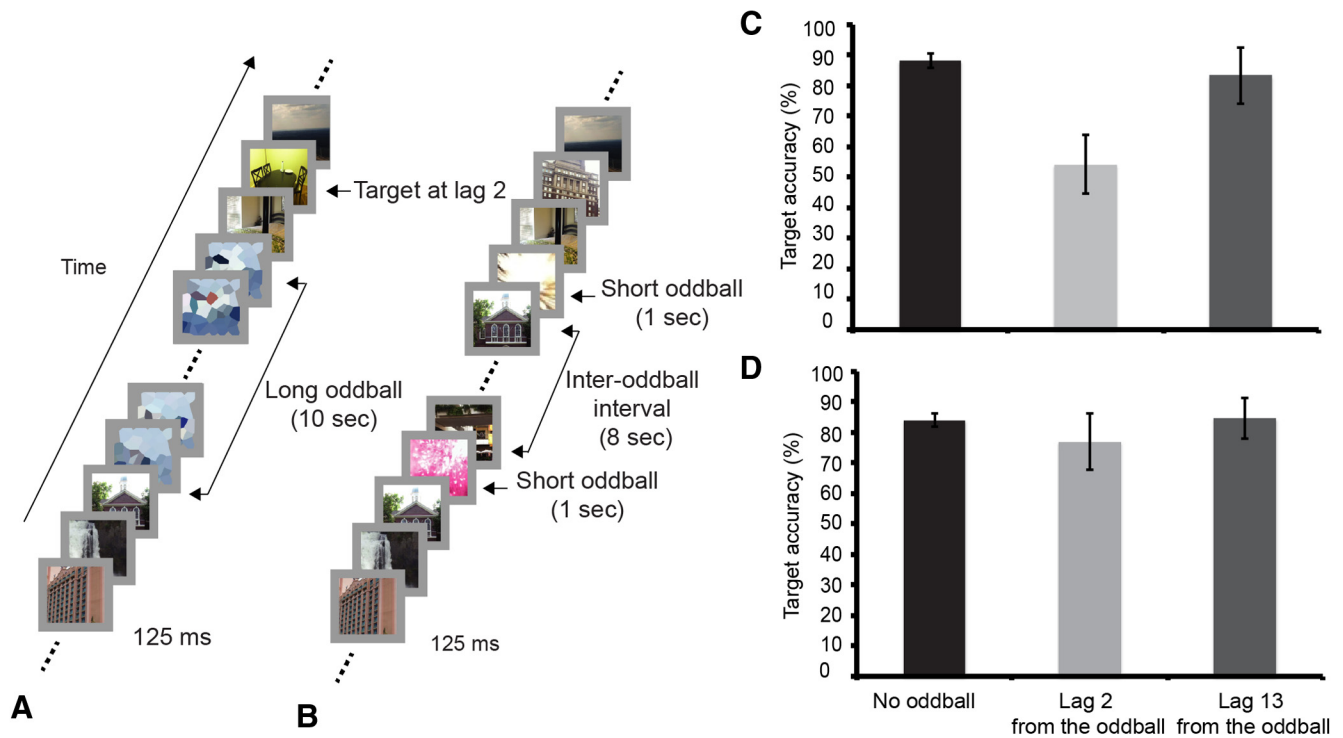 Time
Target at lag 2
Long oddball
(10 sec)
125 ms
A
Short oddball
(1 sec)
Inter-oddball
interval
(8 sec)
Short oddball
(1 sec)
125 ms
B
C
Target accuracy (%)
100
90
80
70
60
50
40
30
20
10
0
D
Target accuracy (%)
100
90
80
70
60
50
40
30
20
10
0
No oddball
Lag 2
from the oddball
Lag 13
from the oddball